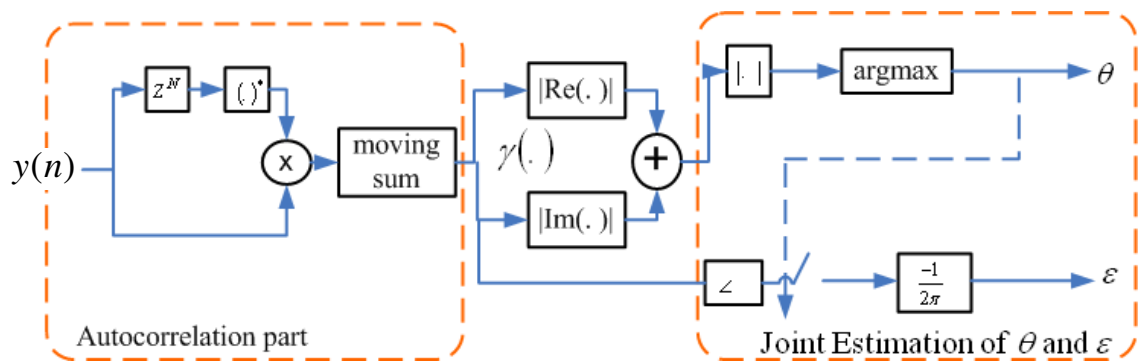 y(n)
z^N
(.)*
x
moving
sum
|Re(. )|
γ(.)
|Im(. )|
+
|. |
argmax
θ
∠
-1
2π
ε
Autocorrelation part
Joint Estimation of θ and ε